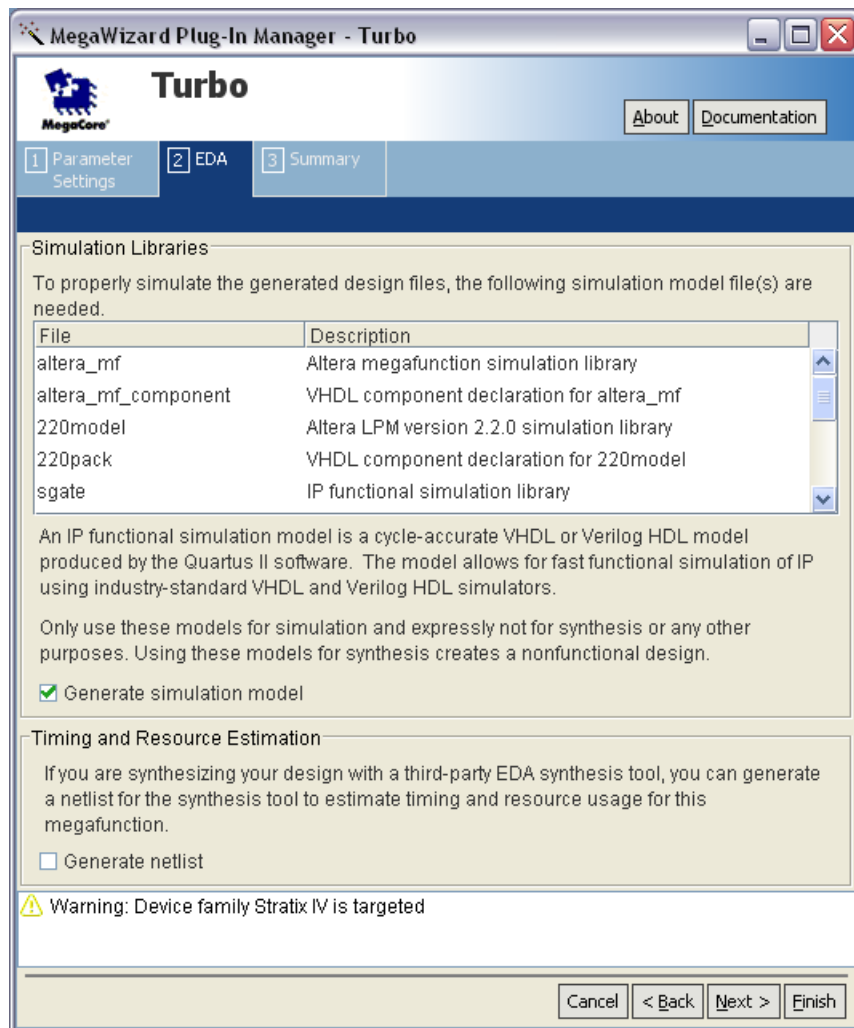 MegaWizard Plug-In Manager - Turbo
MegaCore®
Turbo
About
Documentation
1 Parameter
Settings
2 EDA
3 Summary
Simulation Libraries
To properly simulate the generated design files, the following simulation model file(s) are
needed.
File Description
altera_mf Altera megafunction simulation library
altera_mf_component VHDL component declaration for altera_mf
220model Altera LPM version 2.2.0 simulation library
220pack VHDL component declaration for 220model
sgate IP functional simulation library
An IP functional simulation model is a cycle-accurate VHDL or Verilog HDL model
produced by the Quartus II software. The model allows for fast functional simulation of IP
using industry-standard VHDL and Verilog HDL simulators.
Only use these models for simulation and expressly not for synthesis or any other
purposes. Using these models for synthesis creates a nonfunctional design.
Generate simulation model
Timing and Resource Estimation
If you are synthesizing your design with a third-party EDA synthesis tool, you can generate
a netlist for the synthesis tool to estimate timing and resource usage for this
megafunction.
Generate netlist
Warning: Device family Stratix IV is targeted
Cancel < Back Next > Finish